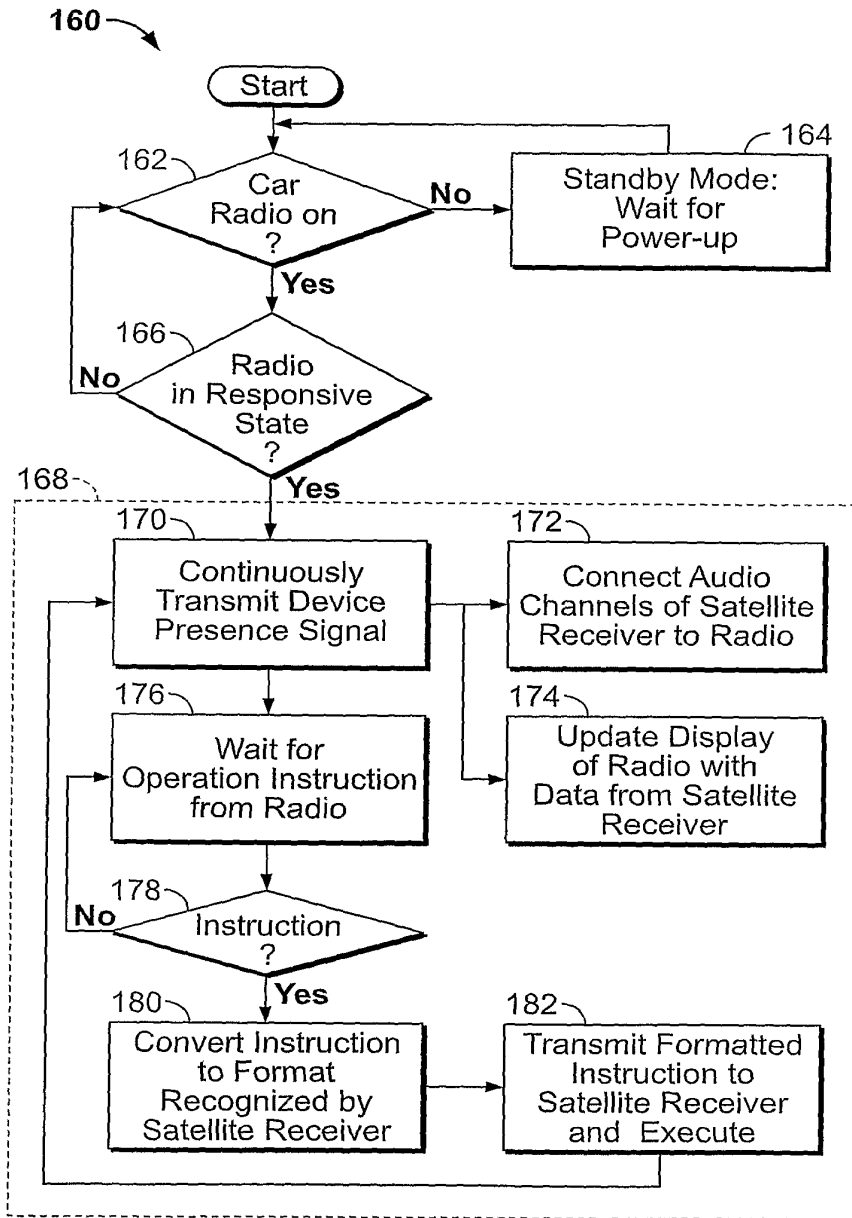 160
Start
162
Car
Radio on
?
No
Yes
164
Standby Mode:
Wait for
Power-up
166
Radio
in Responsive
State
?
No
Yes
168
170
Continuously
Transmit Device
Presence Signal
172
Connect Audio
Channels of Satellite
Receiver to Radio
174
Update Display
of Radio with
Data from Satellite
Receiver
176
Wait for
Operation Instruction
from Radio
178
Instruction
?
No
Yes
180
Convert Instruction
to Format
Recognized by
Satellite Receiver
182
Transmit Formatted
Instruction to
Satellite Receiver
and Execute